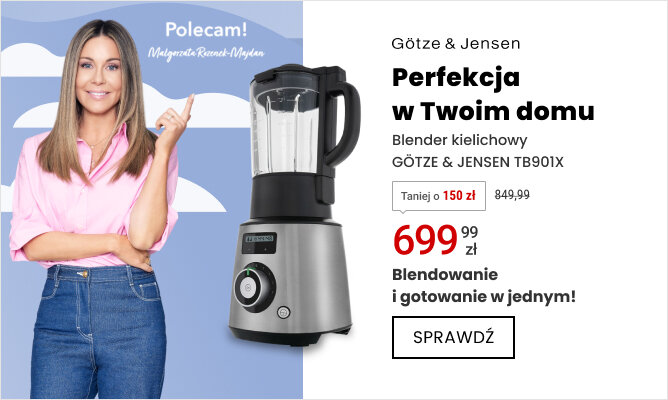 Polecam!
Małgorzata Rozenek-Majdan
Götze & Jensen
Perfekcja
w Twoim domu
Blender kielichowy
GÖTZE & JENSEN TB901X
Taniej o 150 zł 849,99
699 99 zł
Blendowanie
i gotowanie w jednym!
SPRAWDŹ